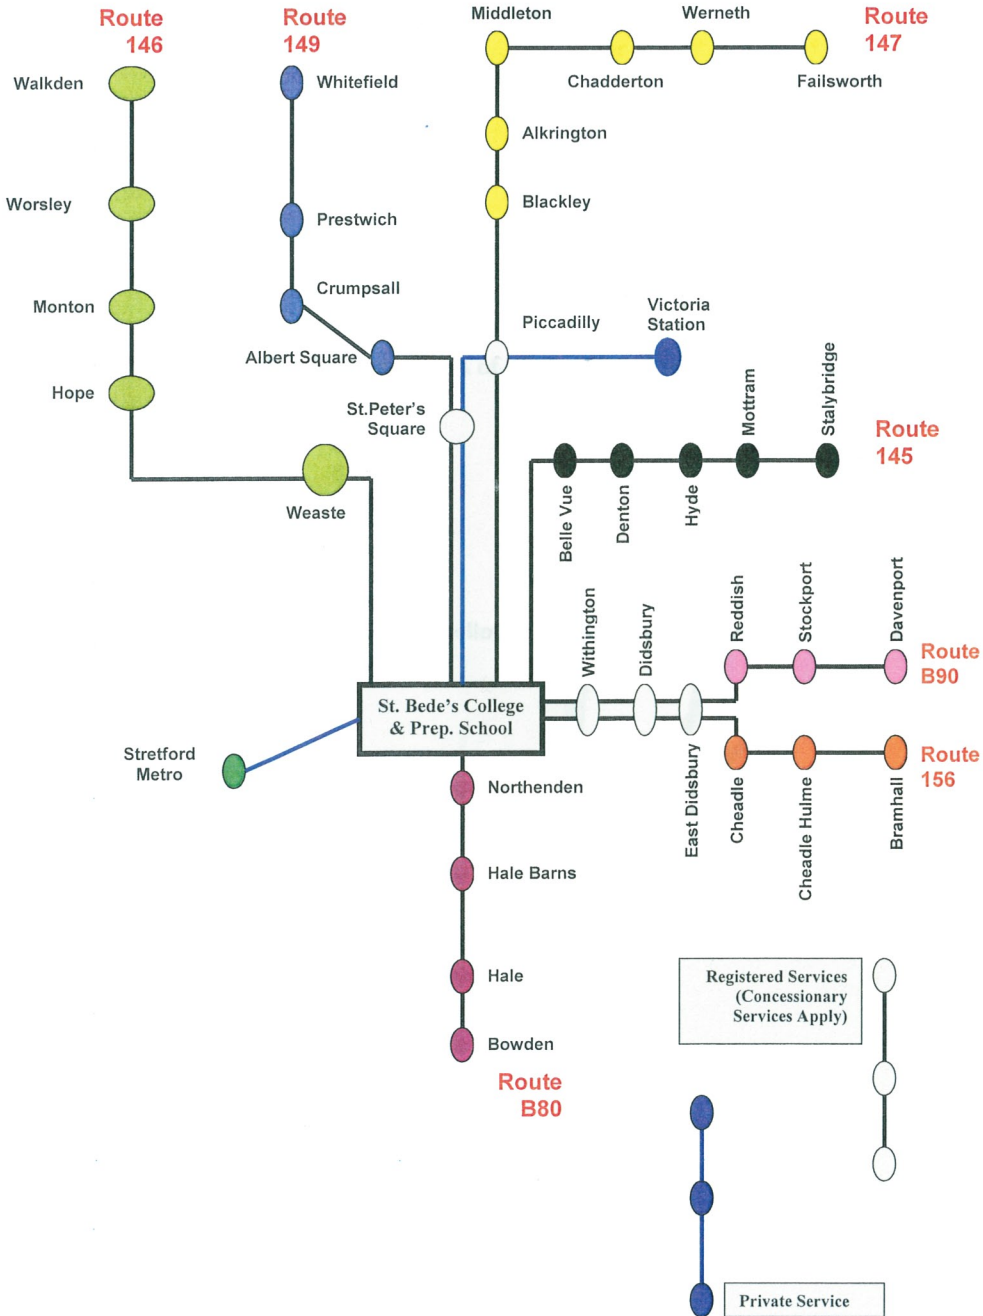 Route
146
Route
149
Middleton
Werneth
Route
147
Walkden
Whitefield
Chadderton
Failsworth
Alkrington
Worsley
Blackley
Prestwich
Crumpsall
Monton
Piccadilly
Victoria
Station
Albert Square
Hope
St.Peter's
Square
Mottram
Stalybridge
Route
145
Weaste
Belle Vue
Denton
Hyde
Withington
Didsbury
Reddish
Stockport
Davenport
Route
B90
St. Bede's College
& Prep. School
Stretford
Metro
East Didsbury
Cheadle
Cheadle Hulme
Bramhall
Route
156
Northenden
Hale Barns
Hale
Bowden
Route
B80
Registered Services
(Concessionary
Services Apply)
Private Service